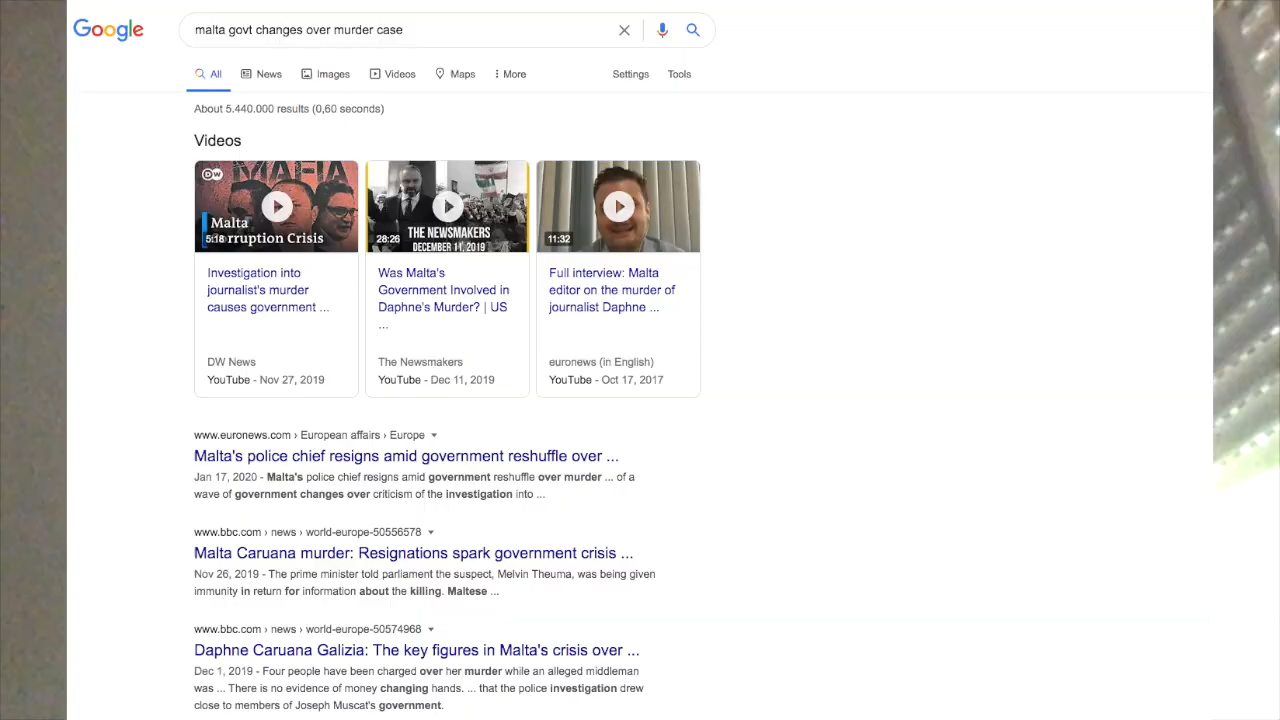 Google
malta govt changes over murder case
All News Images Videos Maps More Settings Tools
About 5.440.000 results (0,60 seconds)
Videos
DW MAFIA
Malta
rruption Crisis
5:18
THE NEWSMAKERS
DECEMBER 11, 2019
28:26
11:32
Investigation into
journalist's murder
causes government ...
DW News
YouTube - Nov 27, 2019
Was Malta's
Government Involved in
Daphne's Murder? | US
...
The Newsmakers
YouTube - Dec 11, 2019
Full interview: Malta
editor on the murder of
journalist Daphne ...
euronews (in English)
YouTube - Oct 17, 2017
www.euronews.com › European affairs › Europe
Malta's police chief resigns amid government reshuffle over ...
Jan 17, 2020 - Malta's police chief resigns amid government reshuffle over murder ... of a
wave of government changes over criticism of the investigation into ...
www.bbc.com › news › world-europe-50556578
Malta Caruana murder: Resignations spark government crisis ...
Nov 26, 2019 - The prime minister told parliament the suspect, Melvin Theuma, was being given
immunity in return for information about the killing. Maltese ...
www.bbc.com › news › world-europe-50574968
Daphne Caruana Galizia: The key figures in Malta's crisis over ...
Dec 1, 2019 - Four people have been charged over her murder while an alleged middleman
was ... There is no evidence of money changing hands. ... that the police investigation drew
close to members of Joseph Muscat's government.